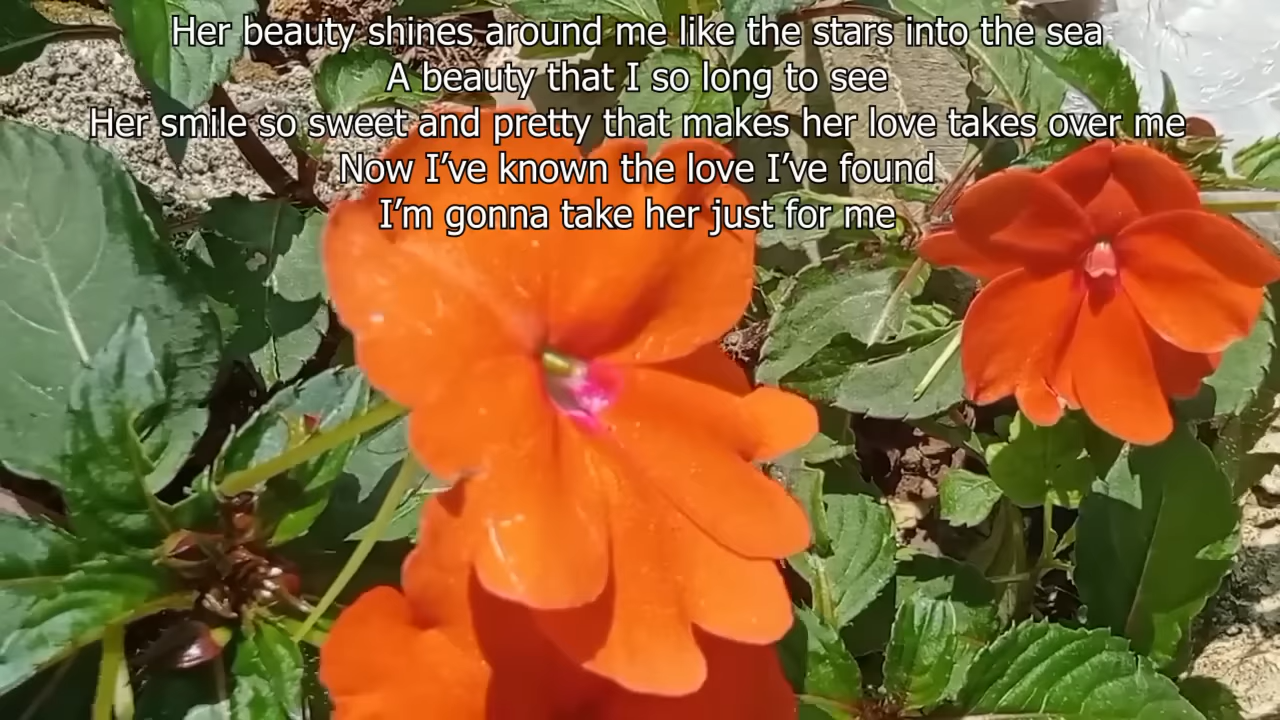 Her beauty shines around me like the stars into the sea
A beauty that I so long to see
Her smile so sweet and pretty that makes her love takes over me
Now I’ve known the love I’ve found
I’m gonna take her just for me